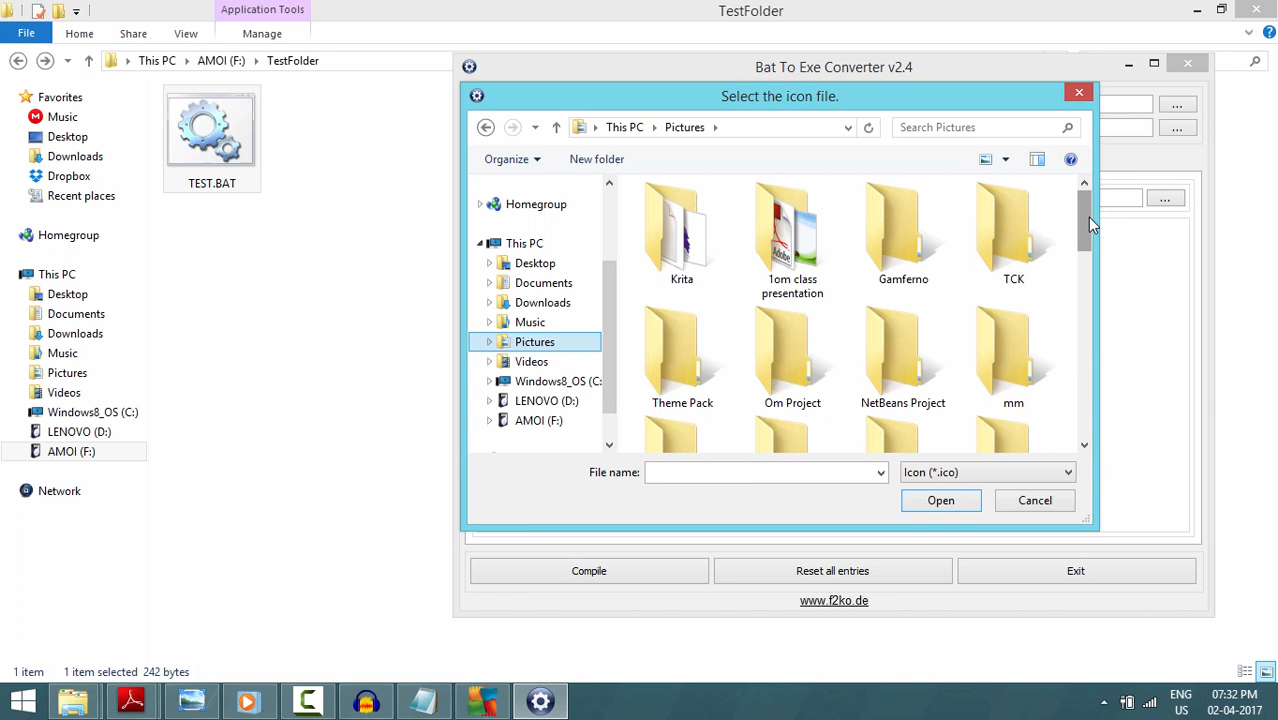 Application Tools
TestFolder
File
Home
Share
View
Manage
This PC
AMOI (F:)
TestFolder
Favorites
Music
Desktop
Downloads
Dropbox
Recent places
Homegroup
This PC
Desktop
Documents
Downloads
Music
Pictures
Videos
Windows8_OS (C:)
LENOVO (D:)
AMOI (F:)
Network
TEST.BAT
Bat To Exe Converter v2.4
...
...
...
Select the icon file.
This PC
Pictures
Search Pictures
Organize
New folder
Homegroup
This PC
Desktop
Documents
Downloads
Music
Pictures
Videos
Windows8_OS (C:
LENOVO (D:)
AMOI (F:)
Krita
1om class
presentation
Adobe
Gamferno
TCK
Theme Pack
Om Project
NetBeans Project
mm
File name:
Icon (*.ico)
Open
Cancel
Compile
Reset all entries
Exit
www.f2ko.de
1 item
1 item selected 242 bytes
ENG
US
07:32 PM
02-04-2017